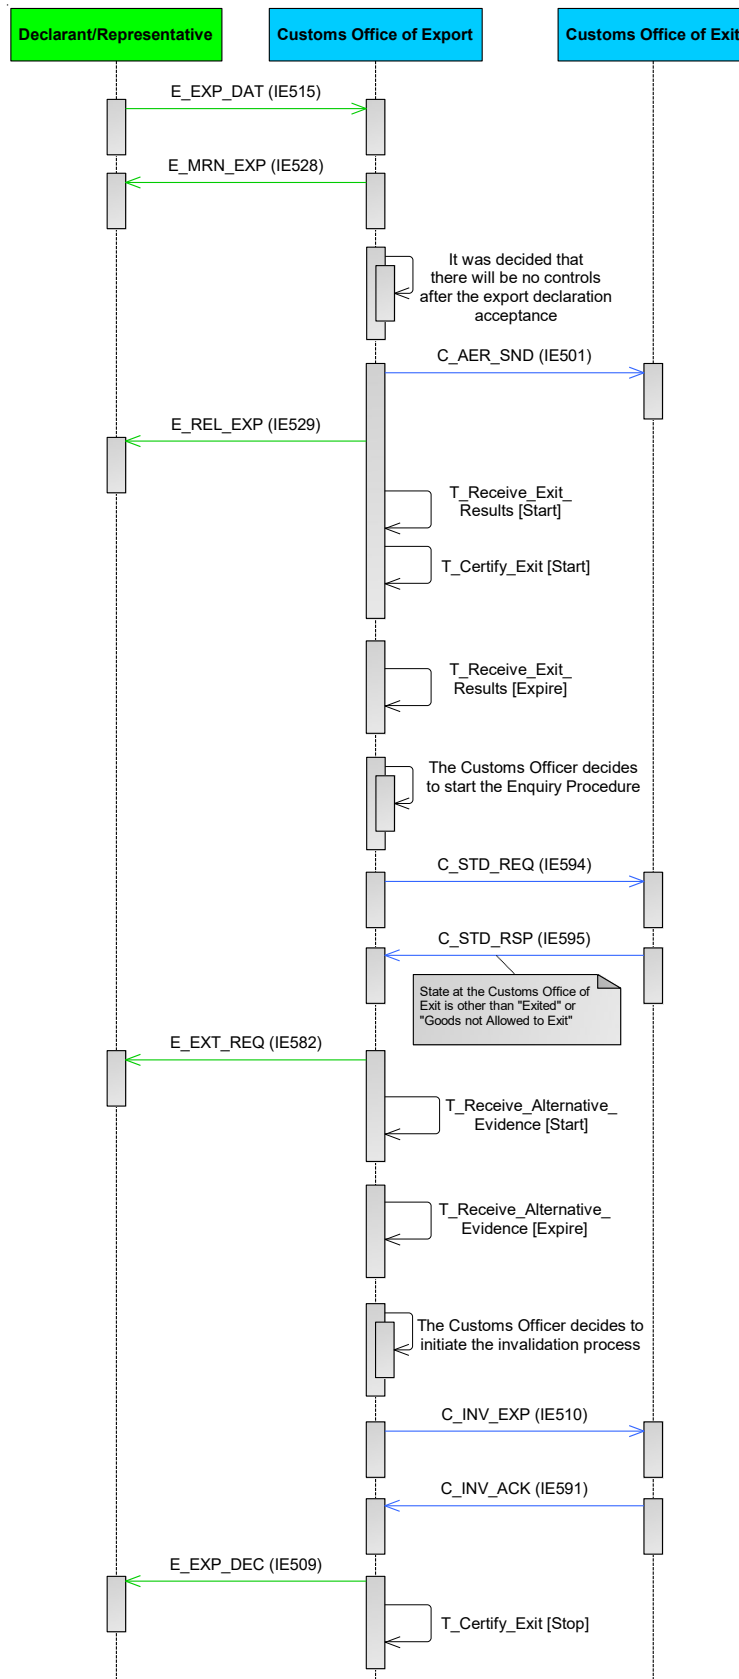 Declarant/Representative
Customs Office of Export
Customs Office of Exit
E_EXP_DAT (IE515)
E_MRN_EXP (IE528)
It was decided that
there will be no controls
after the export declaration
acceptance
C_AER_SND (IE501)
E_REL_EXP (IE529)
T_Receive_Exit_
Results [Start]
T_Certify_Exit [Start]
T_Receive_Exit_
Results [Expire]
The Customs Officer decides
to start the Enquiry Procedure
C_STD_REQ (IE594)
C_STD_RSP (IE595)
State at the Customs Office of
Exit is other than "Exited" or
"Goods not Allowed to Exit"
E_EXT_REQ (IE582)
T_Receive_Alternative_
Evidence [Start]
T_Receive_Alternative_
Evidence [Expire]
The Customs Officer decides to
initiate the invalidation process
C_INV_EXP (IE510)
C_INV_ACK (IE591)
E_EXP_DEC (IE509)
T_Certify_Exit [Stop]